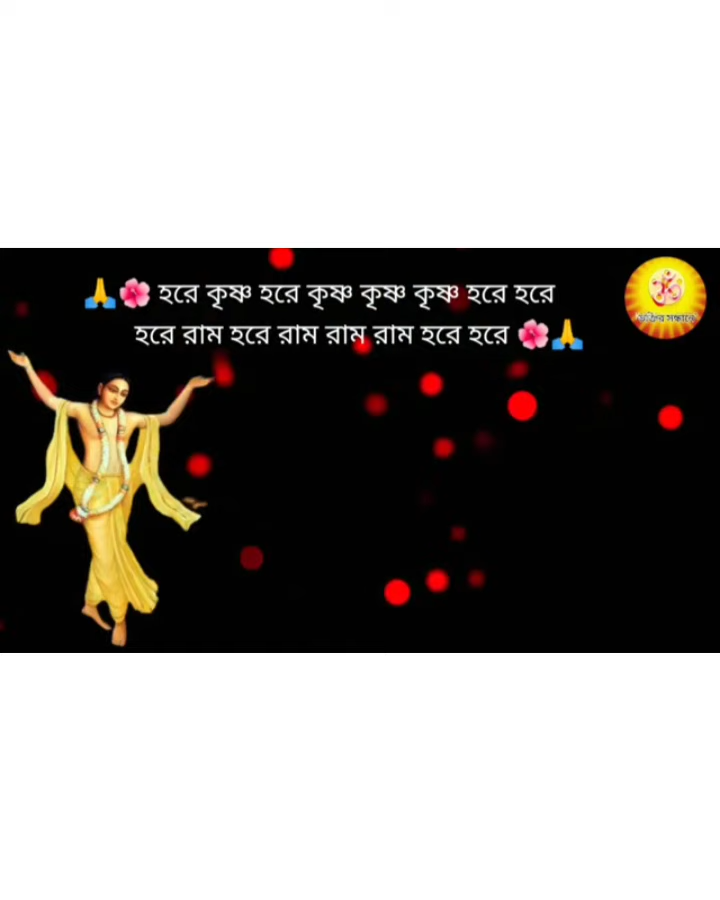 🙏🌺 হরে কৃষ্ণ হরে কৃষ্ণ কৃষ্ণ কৃষ্ণ হরে হরে
হরে রাম হরে রাম রাম রাম হরে হরে 🌺🙏